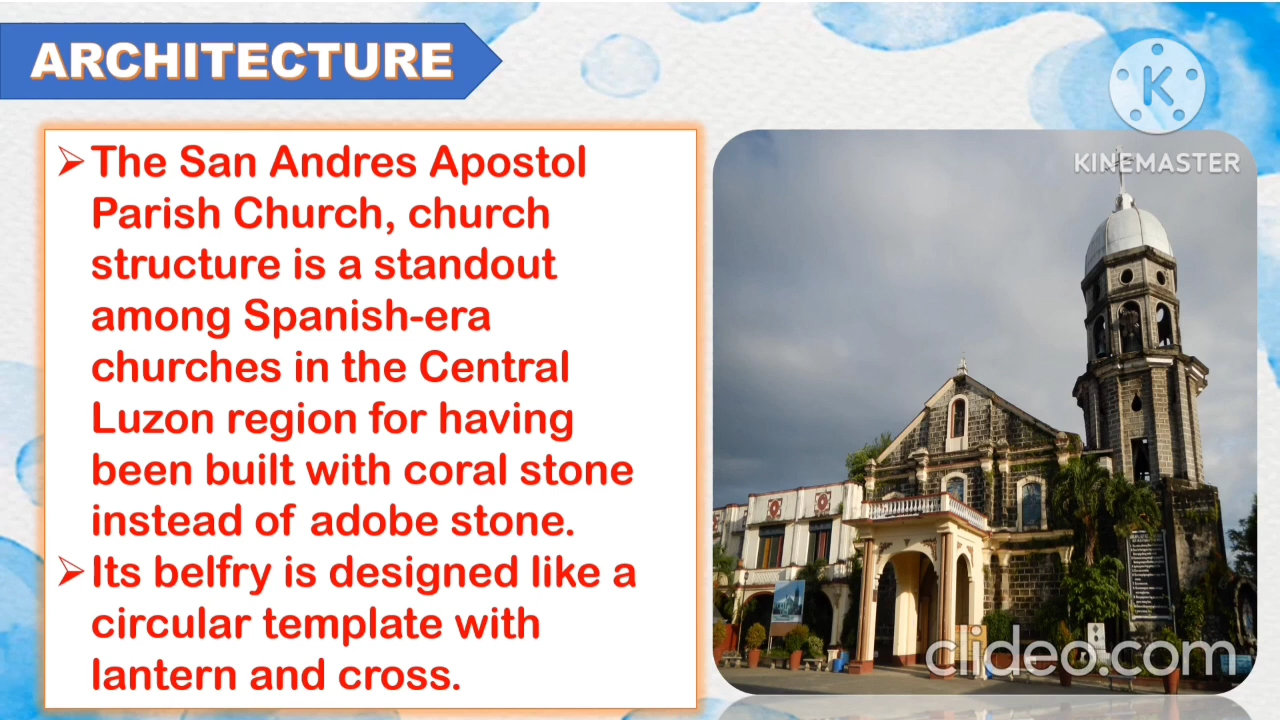 ARCHITECTURE
K
KINEMASTER
➢ The San Andres Apostol
Parish Church, church
structure is a standout
among Spanish-era
churches in the Central
Luzon region for having
been built with coral stone
instead of adobe stone.
➢ Its belfry is designed like a
circular template with
lantern and cross.
clideo.com